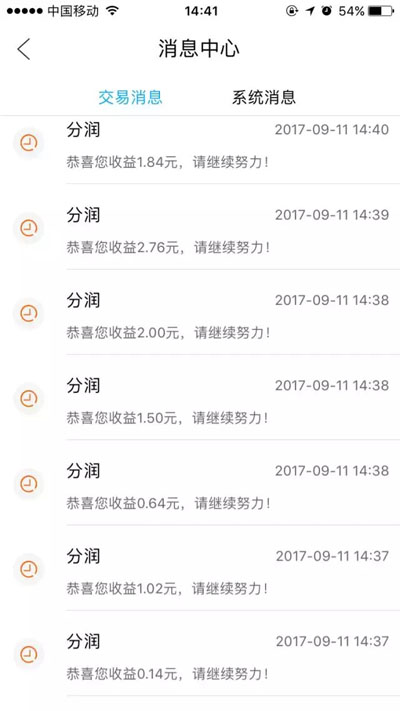 中国移动 14:41 54%
消息中心
交易消息 系统消息
分润 2017-09-11 14:40
恭喜您收益1.84元，请继续努力！
分润 2017-09-11 14:39
恭喜您收益2.76元，请继续努力！
分润 2017-09-11 14:38
恭喜您收益2.00元，请继续努力！
分润 2017-09-11 14:38
恭喜您收益1.50元，请继续努力！
分润 2017-09-11 14:38
恭喜您收益0.64元，请继续努力！
分润 2017-09-11 14:37
恭喜您收益1.02元，请继续努力！
分润 2017-09-11 14:37
恭喜您收益0.14元，请继续努力！